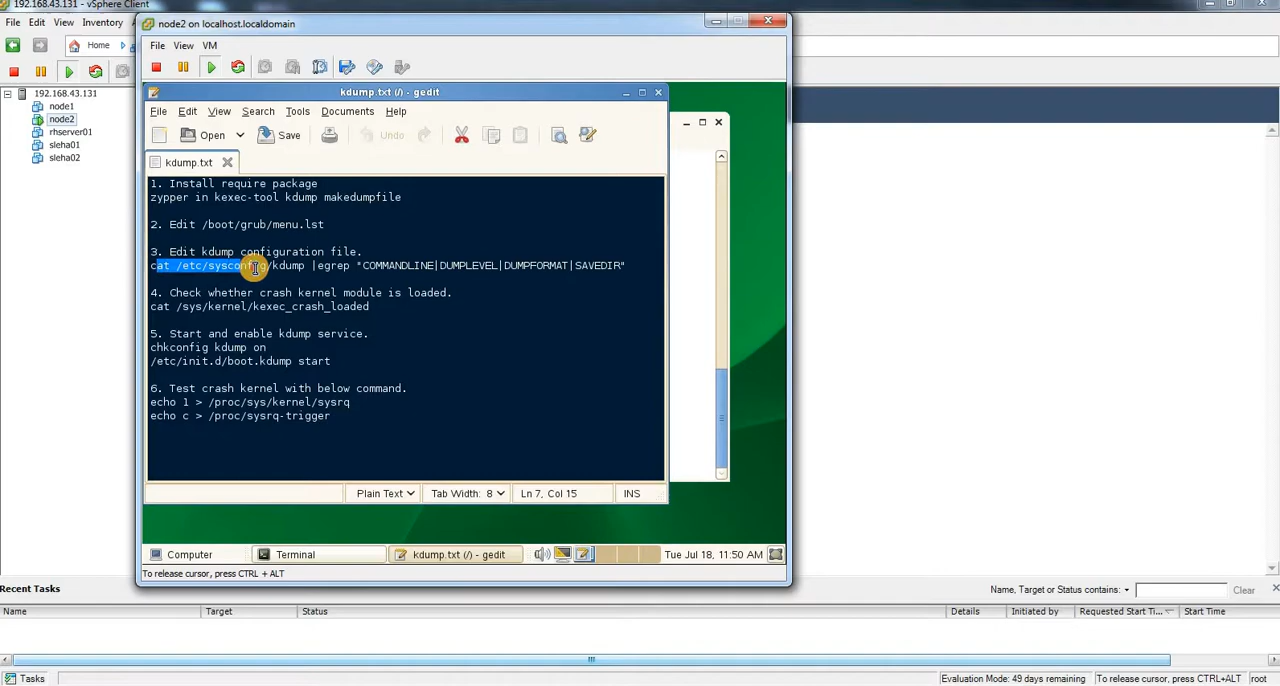 192.168.43.131 - vSphere Client
File Edit View Inventory
Home
192.168.43.131
node1
node2
rhserver01
sleha01
sleha02
node2 on localhost.localdomain
File View VM
kdump.txt (/) - gedit
File Edit View Search Tools Documents Help
Open Save Undo
kdump.txt
1. Install require package
zypper in kexec-tool kdump makedumpfile
2. Edit /boot/grub/menu.lst
3. Edit kdump configuration file.
cat /etc/sysconfig/kdump |egrep "COMMANDLINE|DUMPLEVEL|DUMPFORMAT|SAVEDIR"
4. Check whether crash kernel module is loaded.
cat /sys/kernel/kexec_crash_loaded
5. Start and enable kdump service.
chkconfig kdump on
/etc/init.d/boot.kdump start
6. Test crash kernel with below command.
echo 1 > /proc/sys/kernel/sysrq
echo c > /proc/sysrq-trigger
Plain Text Tab Width: 8 Ln 7, Col 15 INS
Computer Terminal kdump.txt (/) - gedit Tue Jul 18, 11:50 AM
To release cursor, press CTRL + ALT
Recent Tasks Name, Target or Status contains: Clear
Name Target Status Details Initiated by Requested Start Ti... Start Time
Tasks Evaluation Mode: 49 days remaining To release cursor, press CTRL+ALT root